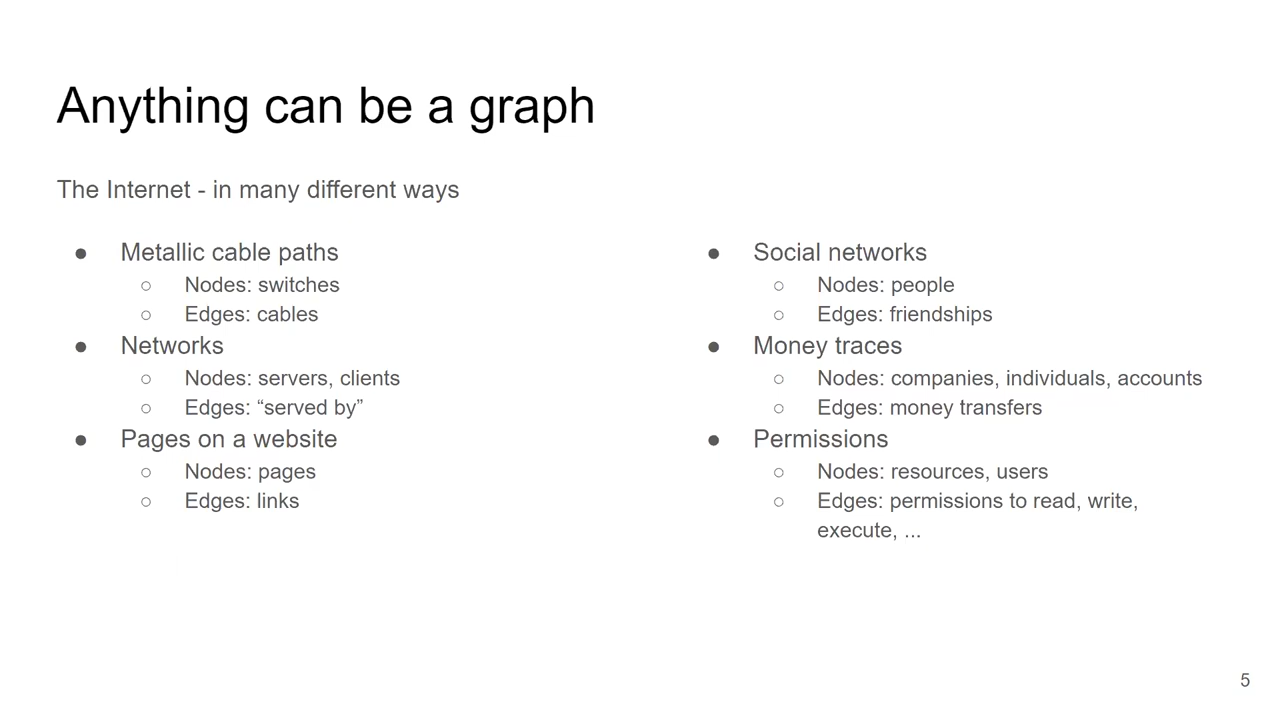 Anything can be a graph
The Internet - in many different ways
● Metallic cable paths
○ Nodes: switches
○ Edges: cables
● Networks
○ Nodes: servers, clients
○ Edges: “served by”
● Pages on a website
○ Nodes: pages
○ Edges: links
● Social networks
○ Nodes: people
○ Edges: friendships
● Money traces
○ Nodes: companies, individuals, accounts
○ Edges: money transfers
● Permissions
○ Nodes: resources, users
○ Edges: permissions to read, write,
execute, ...
5